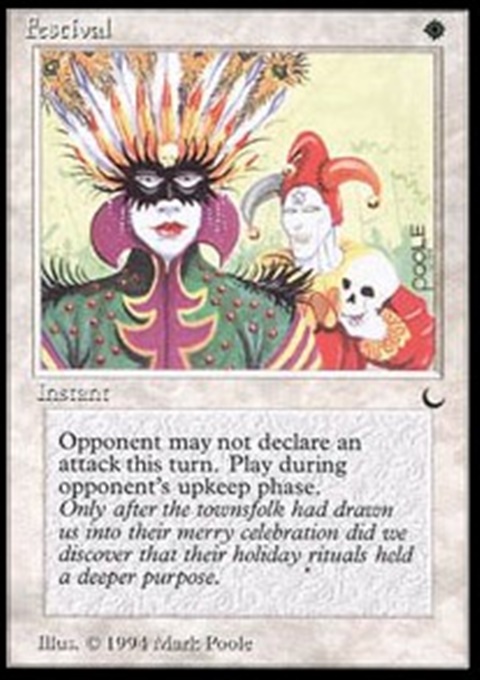 Festival
POOLE
Instant
Opponent may not declare an
attack this turn. Play during
opponent's upkeep phase.
Only after the townsfolk had drawn
us into their merry celebration did we
discover that their holiday rituals held
a deeper purpose.
Illus. © 1994 Mark Poole